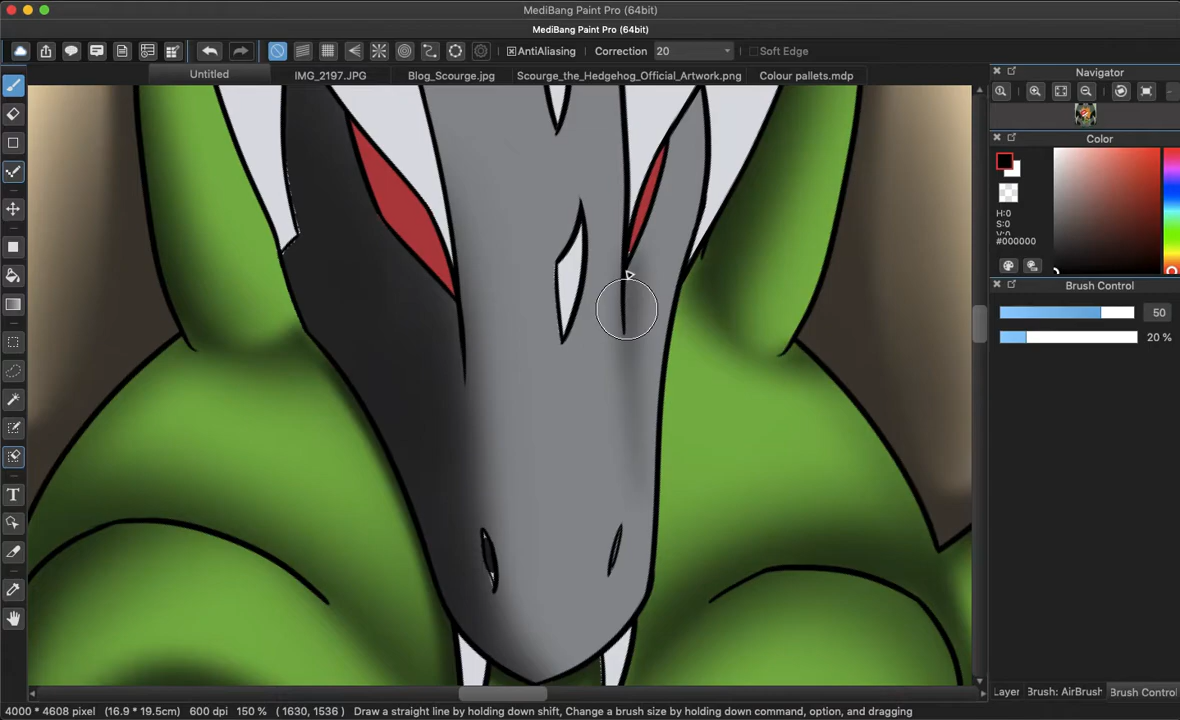 MediBang Paint Pro (64bit)
MediBang Paint Pro (64bit)
AntiAliasing Correction 20 Soft Edge
Untitled IMG_2197.JPG Blog_Scourge.jpg Scourge_the_Hedgehog_Official_Artwork.png Colour pallets.mdp
Navigator
Color
H:0
S:0
V:0
#000000
Brush Control
50
20 %
T
Layer Brush: AirBrush Brush Control
4000 * 4608 pixel (16.9 * 19.5cm) 600 dpi 150 % ( 1630, 1536 ) Draw a straight line by holding down shift, Change a brush size by holding down command, option, and dragging